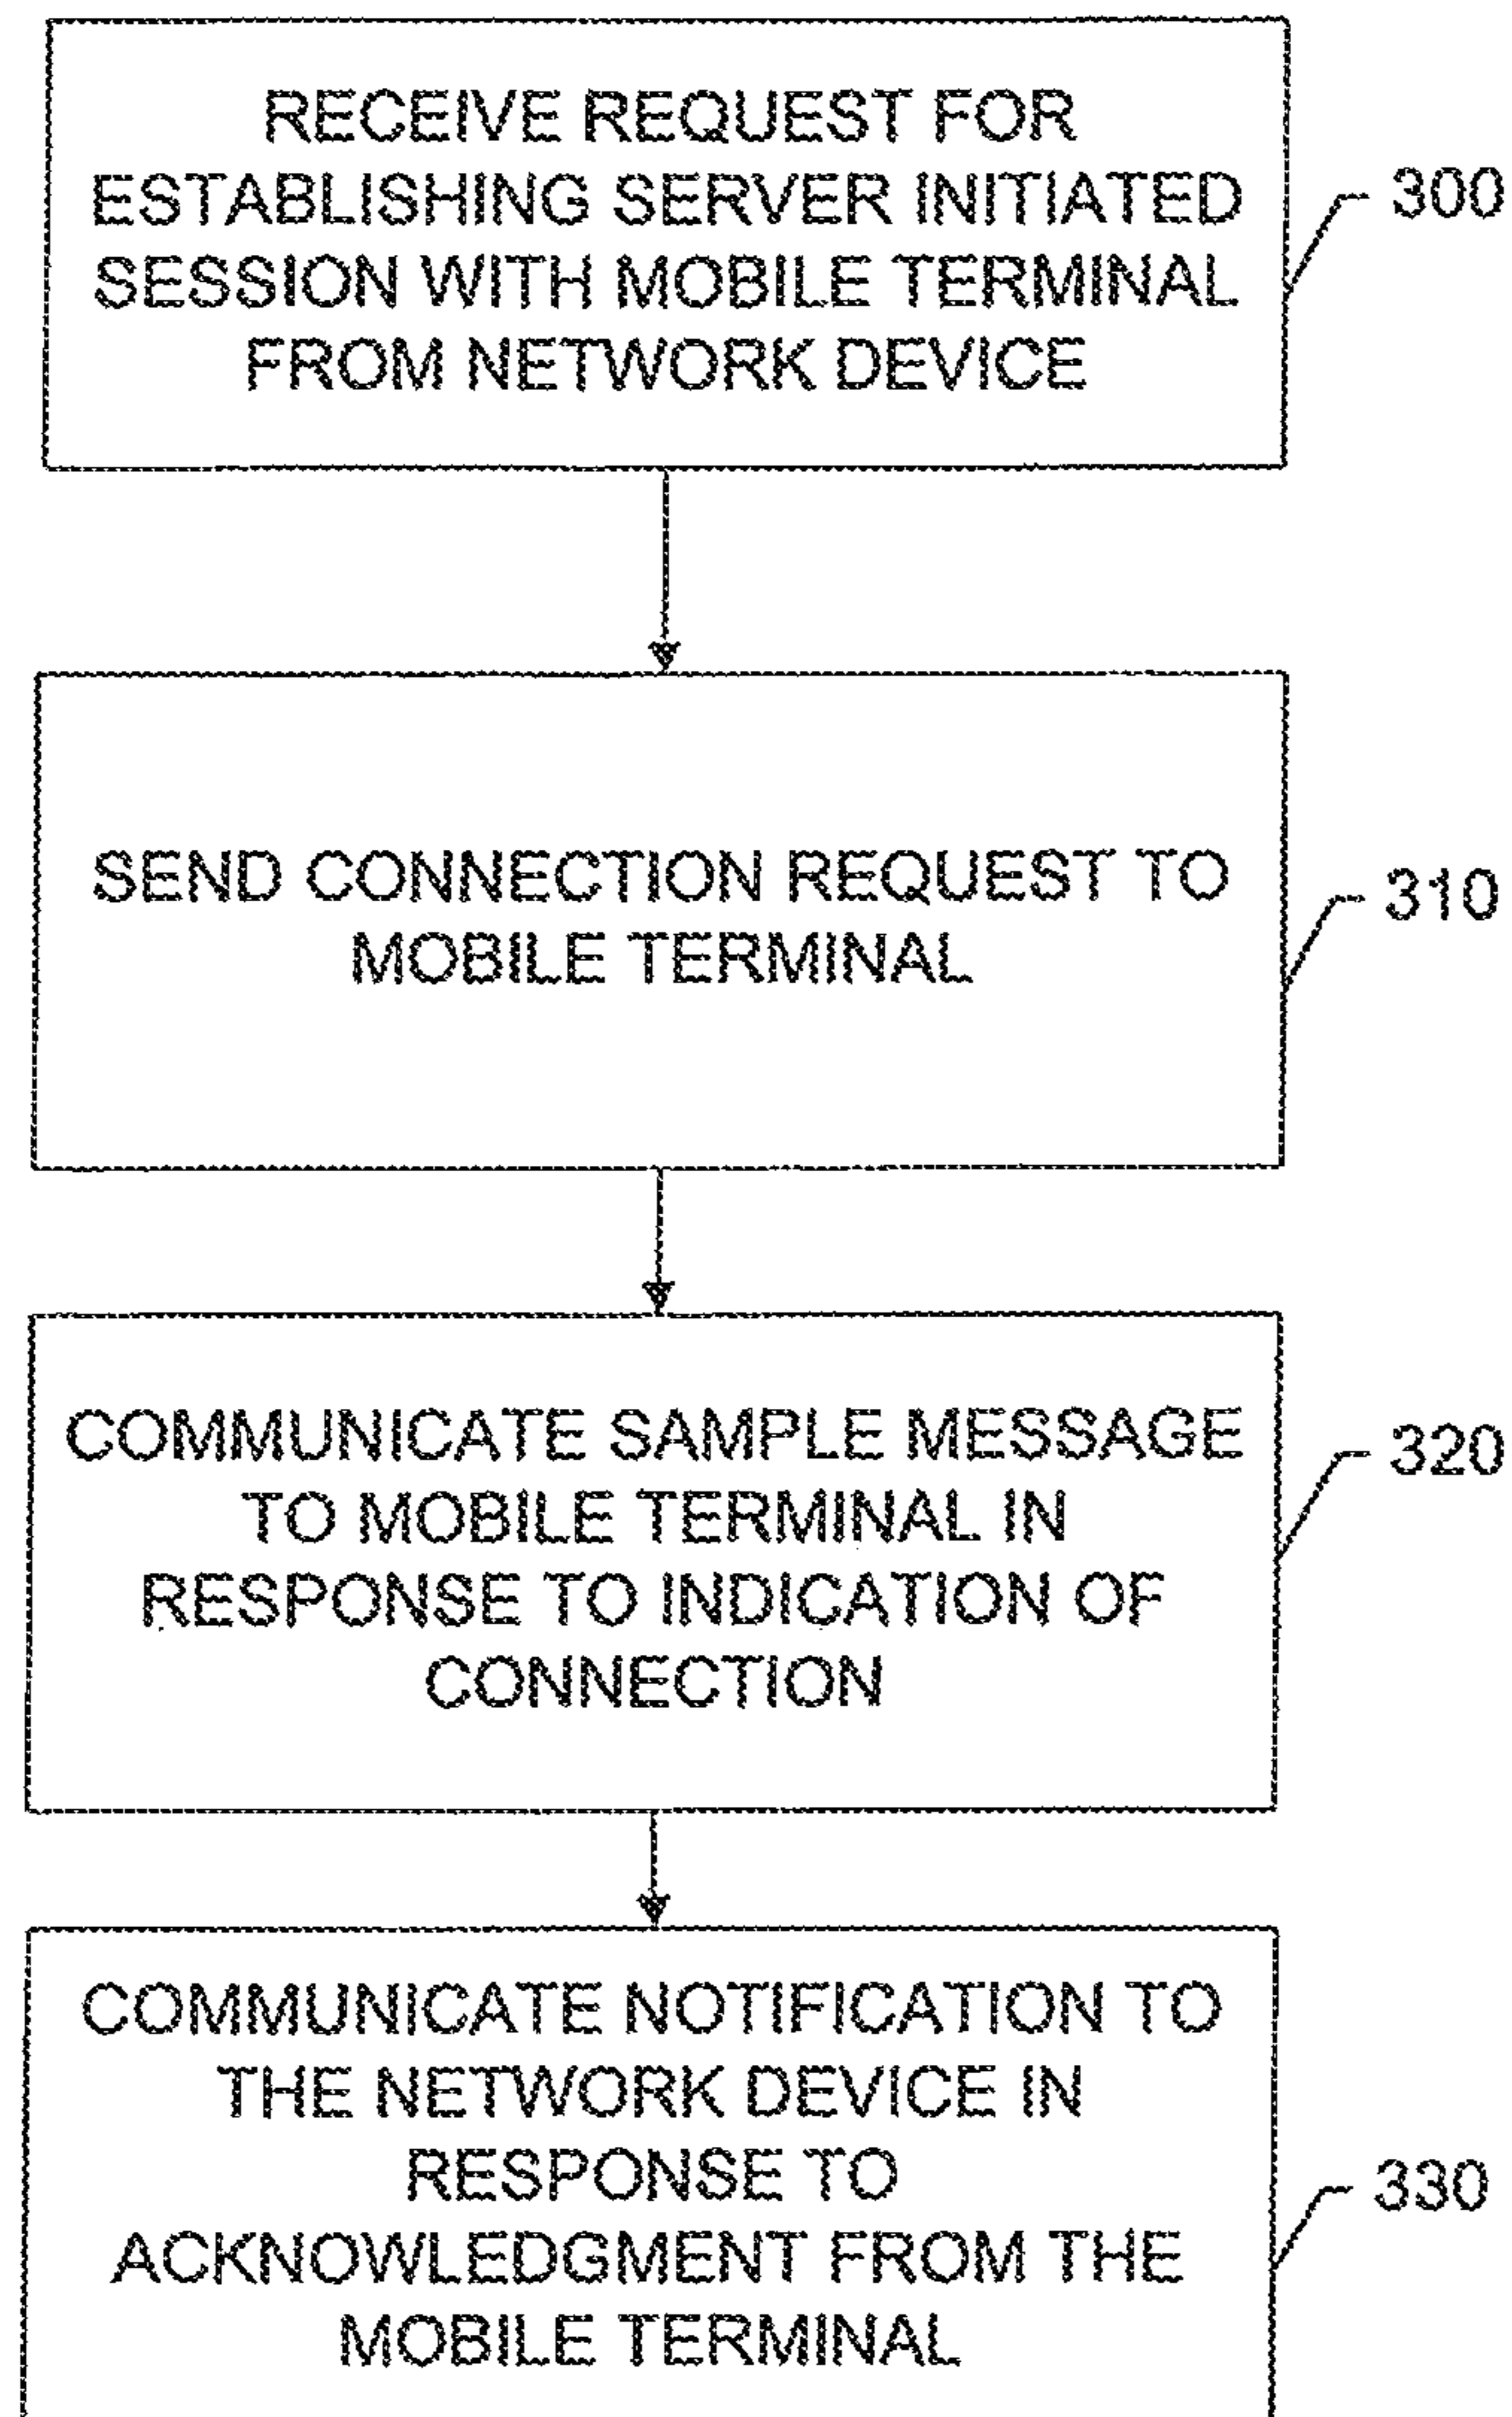 RECEIVE REQUEST FOR
ESTABLISHING SERVER INITIATED
SESSION WITH MOBILE TERMINAL
FROM NETWORK DEVICE
300
SEND CONNECTION REQUEST TO
MOBILE TERMINAL
310
COMMUNICATE SAMPLE MESSAGE
TO MOBILE TERMINAL IN
RESPONSE TO INDICATION OF
CONNECTION
320
COMMUNICATE NOTIFICATION TO
THE NETWORK DEVICE IN
RESPONSE TO
ACKNOWLEDGMENT FROM THE
MOBILE TERMINAL
330